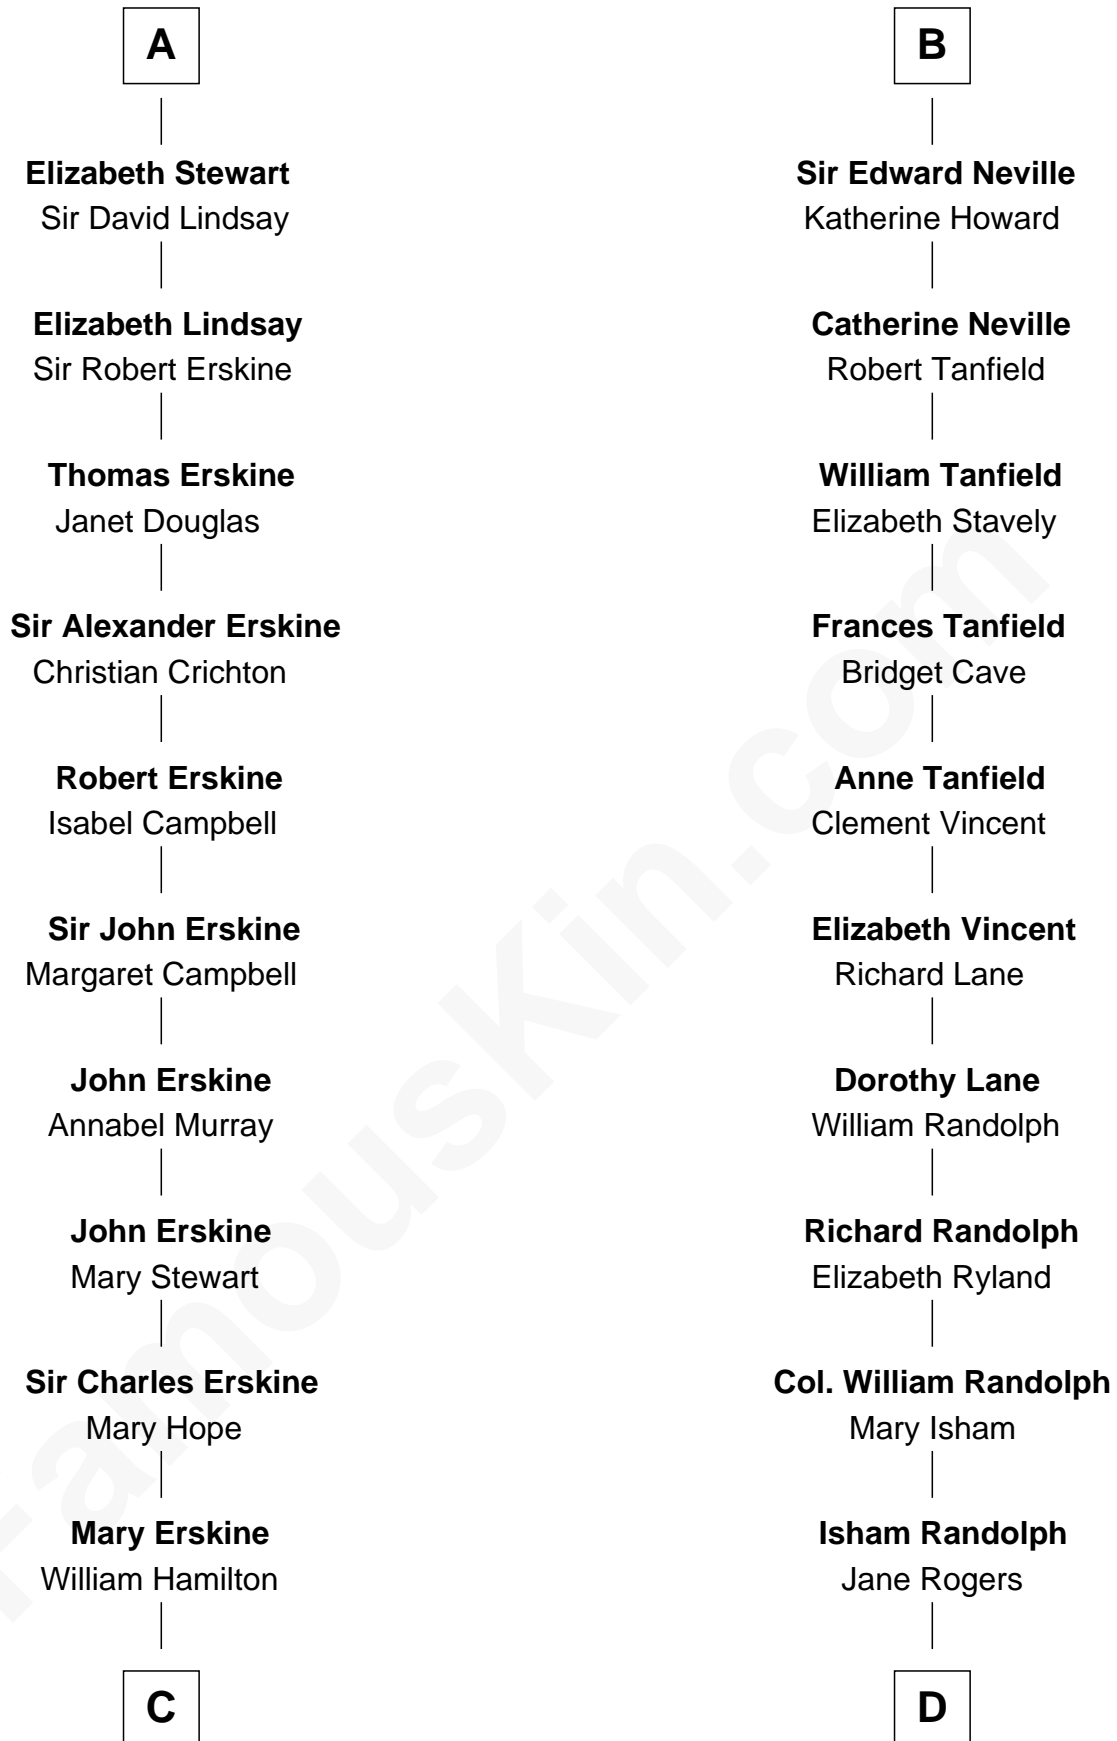 A
Elizabeth Stewart
Sir David Lindsay
Elizabeth Lindsay
Sir Robert Erskine
Thomas Erskine
Janet Douglas
Sir Alexander Erskine
Christian Crichton
Robert Erskine
Isabel Campbell
Sir John Erskine
Margaret Campbell
John Erskine
Annabel Murray
John Erskine
Mary Stewart
Sir Charles Erskine
Mary Hope
Mary Erskine
William Hamilton
C
B
Sir Edward Neville
Katherine Howard
Catherine Neville
Robert Tanfield
William Tanfield
Elizabeth Stavely
Frances Tanfield
Bridget Cave
Anne Tanfield
Clement Vincent
Elizabeth Vincent
Richard Lane
Dorothy Lane
William Randolph
Richard Randolph
Elizabeth Ryland
Col. William Randolph
Mary Isham
Isham Randolph
Jane Rogers
D
FamousKin.com